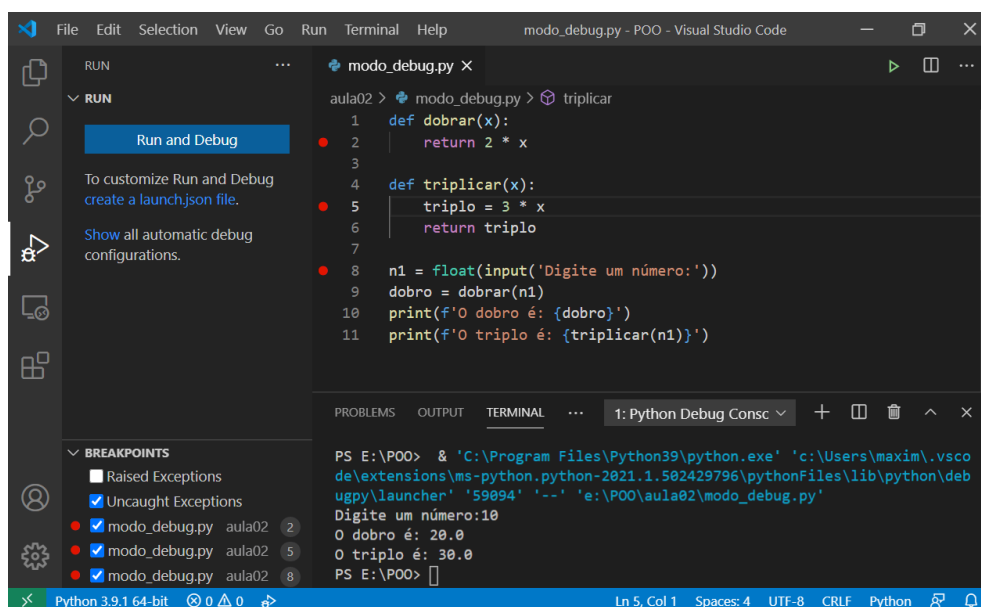 File Edit Selection View Go Run Terminal Help modo_debug.py - POO - Visual Studio Code
RUN ···
RUN
Run and Debug
To customize Run and Debug
create a launch.json file.
Show all automatic debug
configurations.
BREAKPOINTS
Raised Exceptions
Uncaught Exceptions
modo_debug.py aula02 2
modo_debug.py aula02 5
modo_debug.py aula02 8
modo_debug.py
aula02 > modo_debug.py > triplicar
1 def dobrar(x):
2     return 2 * x
3
4 def triplicar(x):
5     triplo = 3 * x
6     return triplo
7
8 n1 = float(input('Digite um número:'))
9 dobro = dobrar(n1)
10 print(f'O dobro é: {dobro}')
11 print(f'O triplo é: {triplicar(n1)}')
PROBLEMS OUTPUT TERMINAL ··· 1: Python Debug Consc
PS E:\POO> & 'C:\Program Files\Python39\python.exe' 'c:\Users\maxim\.vsco
de\extensions\ms-python.python-2021.1.502429796\pythonFiles\lib\python\deb
ugpy\launcher' '59094' '--' 'e:\POO\aula02\modo_debug.py'
Digite um número:10
O dobro é: 20.0
O triplo é: 30.0
PS E:\POO>
Python 3.9.1 64-bit 0 0 Ln 5, Col 1 Spaces: 4 UTF-8 CRLF Python